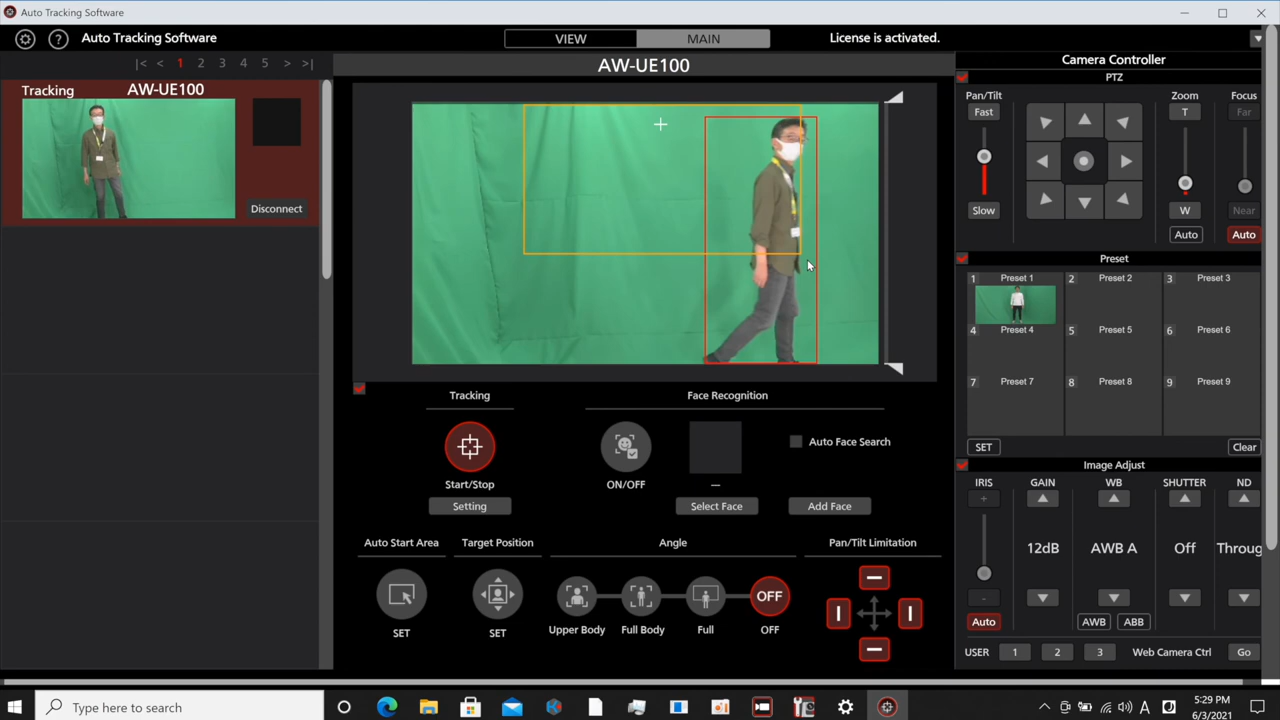 Auto Tracking Software
Auto Tracking Software
VIEW
MAIN
License is activated.
|< < 1 2 3 4 5 > >|
Tracking
AW-UE100
Disconnect
AW-UE100
Tracking
Start/Stop
Setting
Face Recognition
ON/OFF
—
Select Face
Auto Face Search
Add Face
Auto Start Area
SET
Target Position
SET
Angle
Upper Body
Full Body
Full
OFF
OFF
Pan/Tilt Limitation
Camera Controller
PTZ
Pan/Tilt
Fast
Slow
Zoom
T
W
Auto
Focus
Far
Near
Auto
Preset
1 Preset 1
2 Preset 2
3 Preset 3
4 Preset 4
5 Preset 5
6 Preset 6
7 Preset 7
8 Preset 8
9 Preset 9
SET
Clear
Image Adjust
IRIS
+
-
Auto
GAIN
12dB
WB
AWB A
AWB
ABB
SHUTTER
Off
ND
Throug
USER
1
2
3
Web Camera Ctrl
Go
Type here to search
A
5:29 PM
6/3/2021